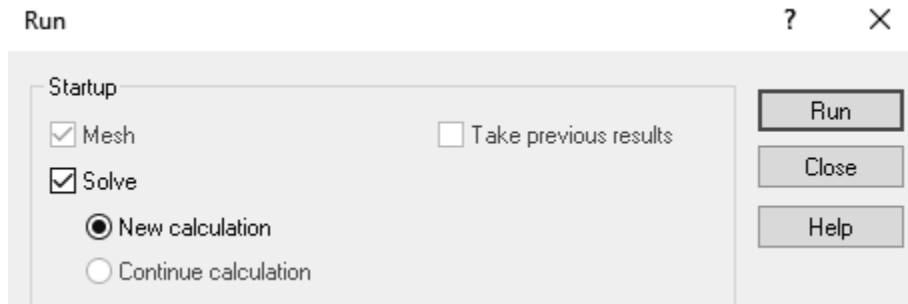 Run ?
Startup
Run
Mesh Take previous results
Close
Solve
New calculation Help
Continue calculation